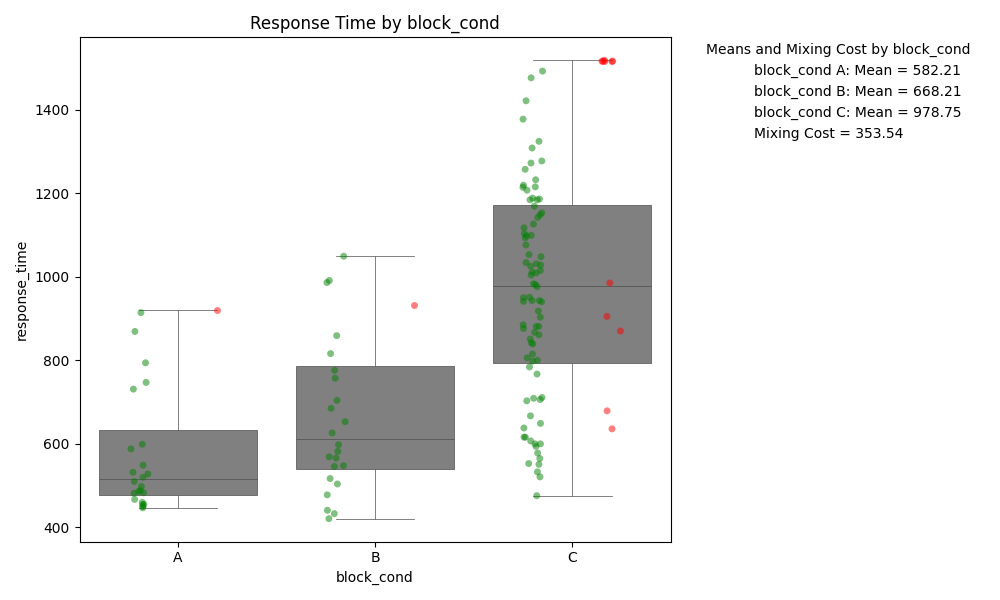 Response Time by block_cond
Means and Mixing Cost by block_cond
block_cond A: Mean = 582.21
block_cond B: Mean = 668.21
block_cond C: Mean = 978.75
Mixing Cost = 353.54
response_time
1400
1200
1000
800
600
400
A
B
C
block_cond